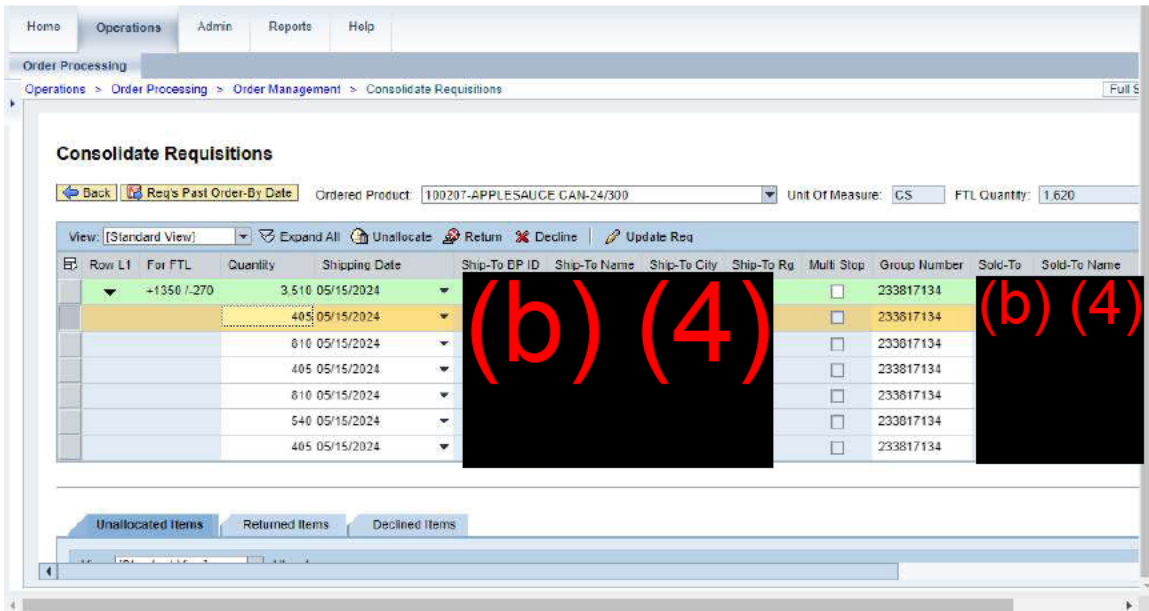 Home Operations Admin Reports Help
Order Processing
Operations > Order Processing > Order Management > Consolidate Requisitions Full S
Consolidate Requisitions
Back Req's Past Order-By Date Ordered Product: 100207-APPLESAUCE CAN-24/300 Unit Of Measure: CS FTL Quantity: 1,620
View: [Standard View] Expand All Unallocate Return Decline Update Req
Row L1 For FTL Quantity Shipping Date Ship-To BP ID Ship-To Name Ship-To City Ship-To Rg Multi Stop Group Number Sold-To Sold-To Name
+1350 /-270 3,510 05/15/2024 (b) (4) 233817134 (b) (4)
405 05/15/2024 233817134
810 05/15/2024 233817134
405 05/15/2024 233817134
810 05/15/2024 233817134
540 05/15/2024 233817134
405 05/15/2024 233817134
Unallocated Items Returned Items Declined Items